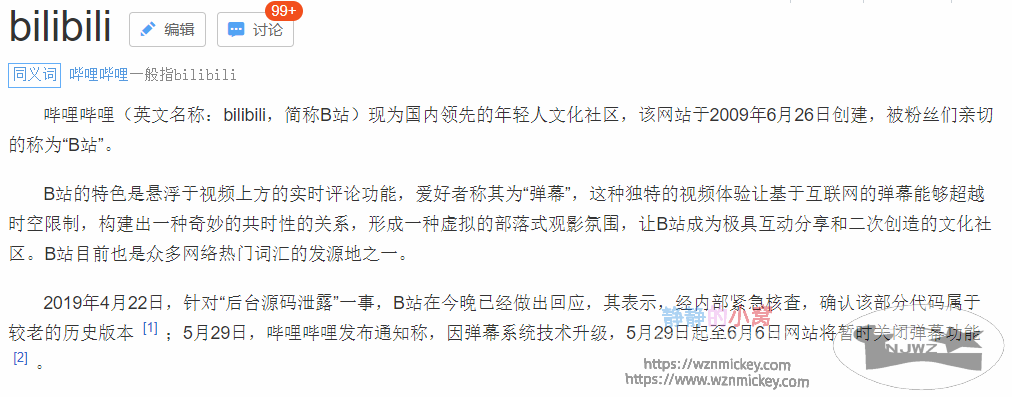 bilibili 编辑 讨论 99+
同义词 哔哩哔哩一般指bilibili
哔哩哔哩（英文名称：bilibili，简称B站）现为国内领先的年轻人文化社区，该网站于2009年6月26日创建，被粉丝们亲切
的称为“B站”。
B站的特色是悬浮于视频上方的实时评论功能，爱好者称其为“弹幕”，这种独特的视频体验让基于互联网的弹幕能够超越
时空限制，构建出一种奇妙的共时性的关系，形成一种虚拟的部落式观影氛围，让B站成为极具互动分享和二次创造的文化社
区。B站目前也是众多网络热门词汇的发源地之一。
2019年4月22日，针对“后台源码泄露”一事，B站在今晚已经做出回应，其表示，经内部紧急核查，确认该部分代码属于
较老的历史版本 [1] ；5月29日，哔哩哔哩发布通知称，因弹幕系统技术升级，5月29日起至6月6日网站将暂时关闭弹幕功能
[2] 。
静静的小窝
NJWZ
https://wznmickey.com
https://www.wznmickey.com